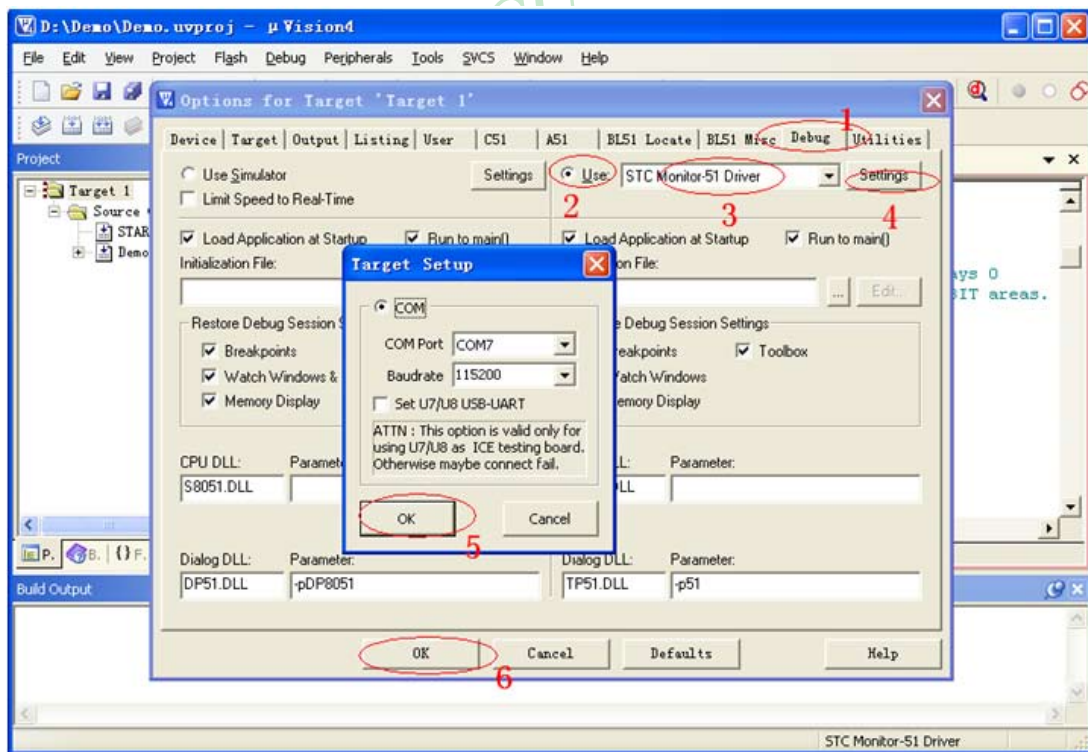 D:\Demo\Demo.uvproj - µVision4
File Edit View Project Flash Debug Peripherals Tools SVCS Window Help
Options for Target 'Target 1'
1
Device Target Output Listing User C51 A51 BL51 Locate BL51 Misc Debug Utilities
Project
Use Simulator Settings Use: STC Monitor-51 Driver Settings
Limit Speed to Real-Time
2 3 4
Target 1
Source
STAR
Demo
Load Application at Startup Run to main() Load Application at Startup Run to main()
Initialization File: on File:
... Edit...
ays 0
BIT areas.
Target Setup
COM
COM Port COM7
Baudrate 115200
Set U7/U8 USB-UART
ATTN : This option is valid only for
using U7/U8 as ICE testing board.
Otherwise maybe connect fail.
OK Cancel
5
Restore Debug Session S e Debug Session Settings
Breakpoints reakpoints Toolbox
Watch Windows & atch Windows
Memory Display emory Display
CPU DLL: Paramet LL: Parameter:
S8051.DLL DLL
Dialog DLL: Parameter: Dialog DLL: Parameter:
DP51.DLL -pDP8051 TP51.DLL -p51
P. B. {} F.
Build Output
OK Cancel Defaults Help
6
STC Monitor-51 Driver